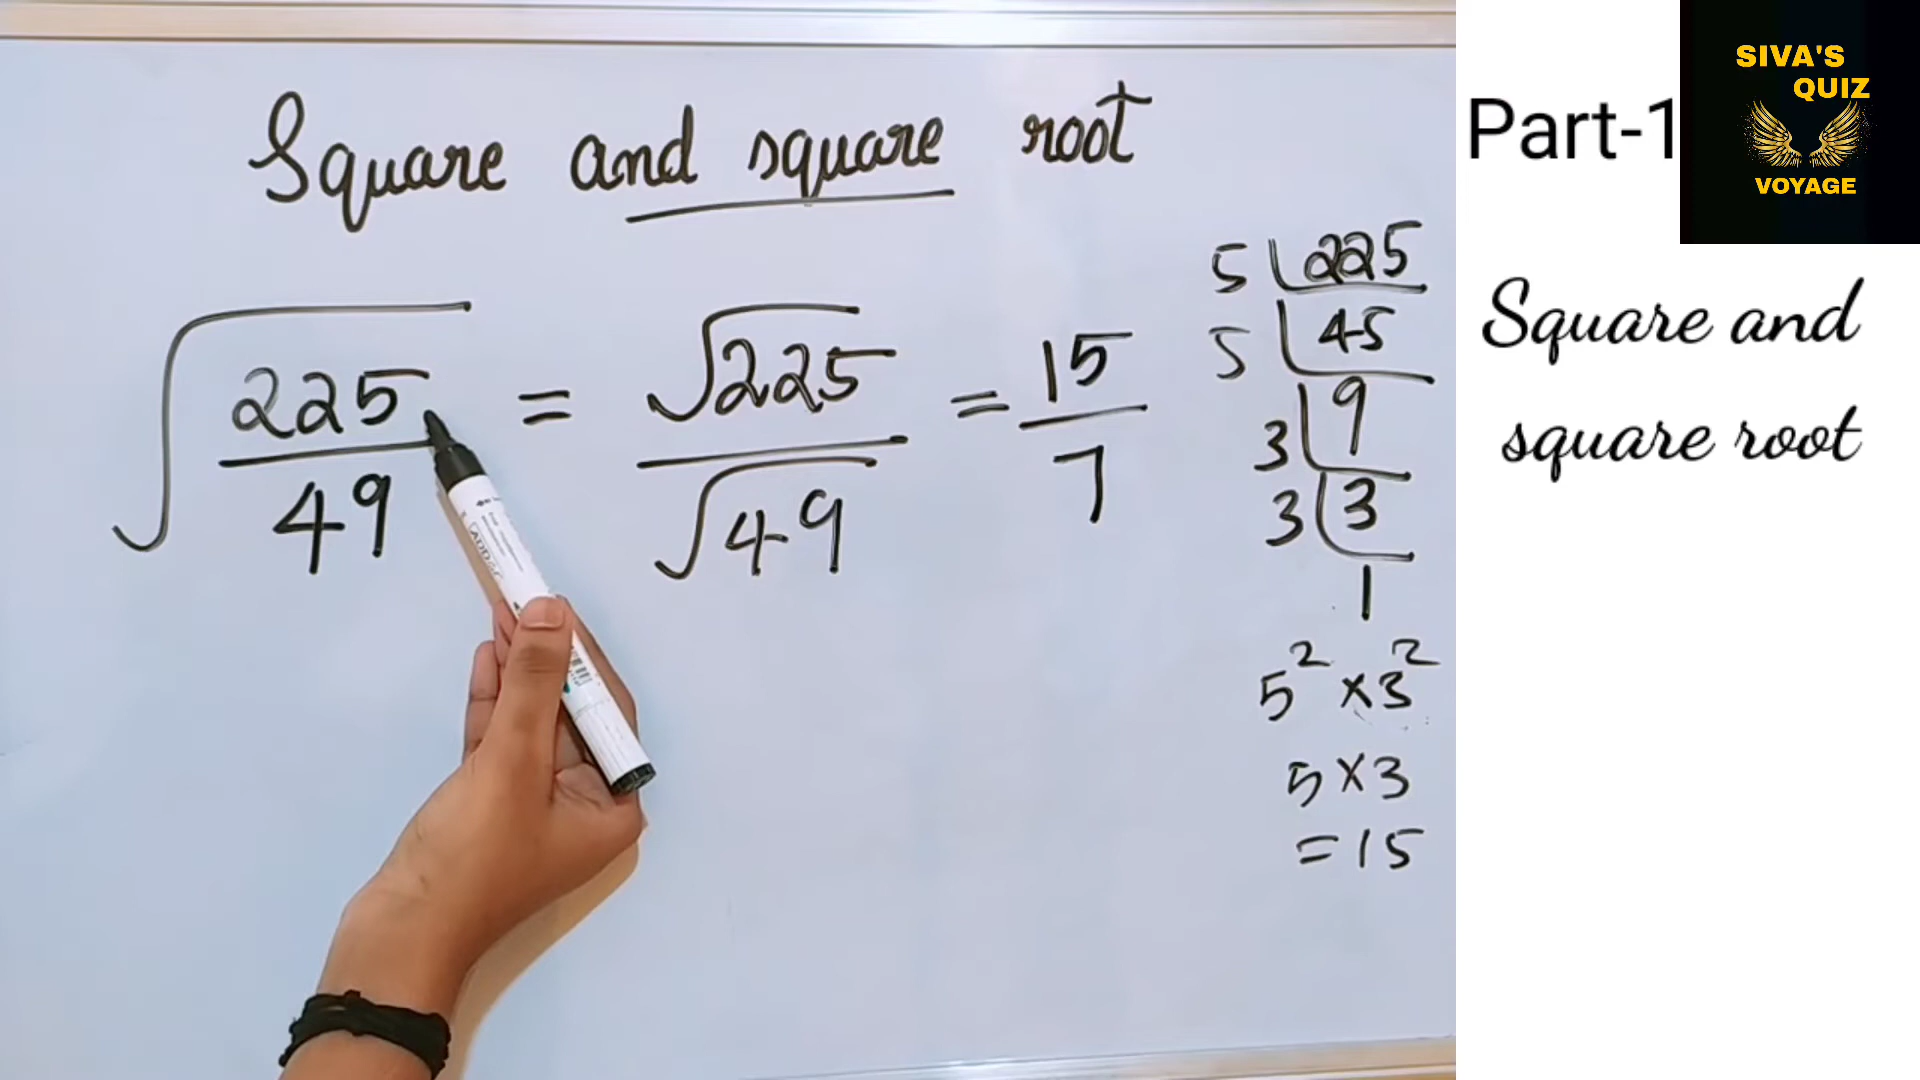 Square and square root
√225/49 = √225/√49 = 15/7
5 225
5 45
3 9
3 3
1
5² × 3²
5 × 3
= 15
Part-1
SIVA'S
QUIZ
VOYAGE
Square and
square root